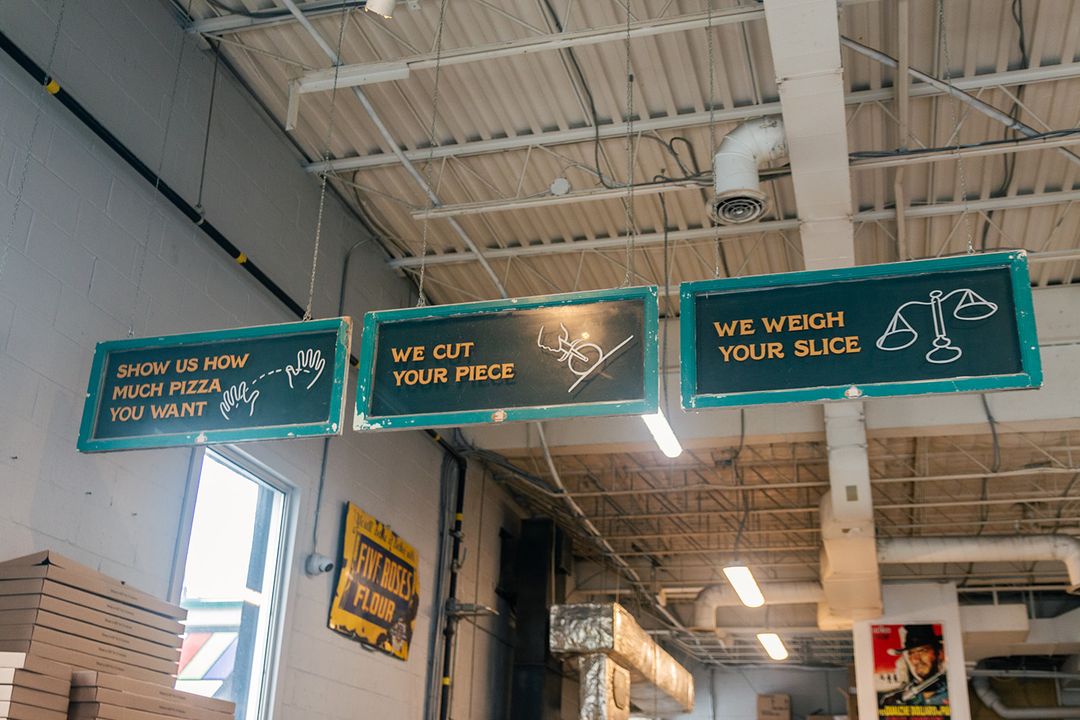 SHOW US HOW
MUCH PIZZA
YOU WANT
WE CUT
YOUR PIECE
WE WEIGH
YOUR SLICE
FIVE ROSES
FLOUR